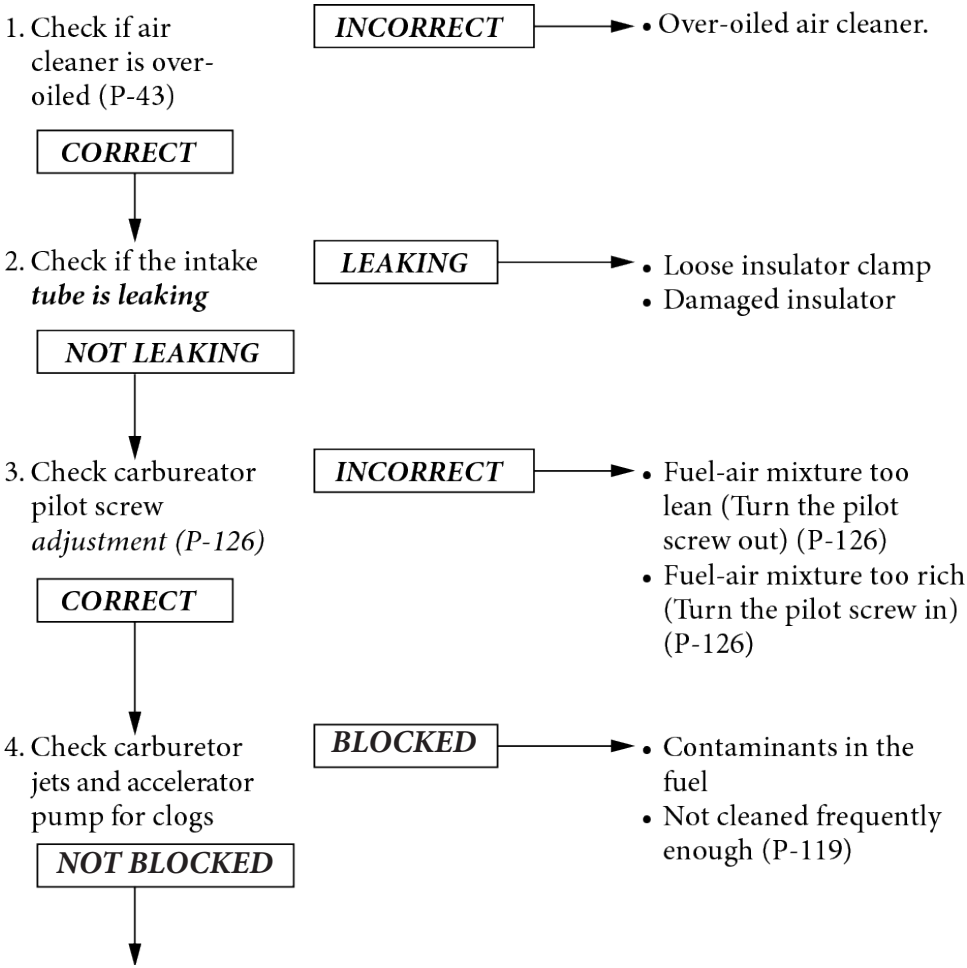 1. Check if air
cleaner is over-
oiled (P-43)
INCORRECT
• Over-oiled air cleaner.
CORRECT
2. Check if the intake
tube is leaking
LEAKING
• Loose insulator clamp
• Damaged insulator
NOT LEAKING
3. Check carbureator
pilot screw
adjustment (P-126)
INCORRECT
• Fuel-air mixture too
lean (Turn the pilot
screw out) (P-126)
• Fuel-air mixture too rich
(Turn the pilot screw in)
(P-126)
CORRECT
4. Check carburetor
jets and accelerator
pump for clogs
BLOCKED
• Contaminants in the
fuel
• Not cleaned frequently
enough (P-119)
NOT BLOCKED